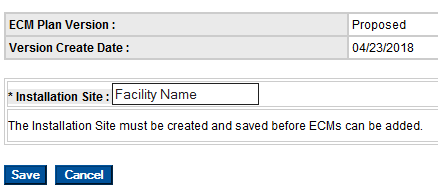 ECM Plan Version : Proposed
Version Create Date : 04/23/2018
* Installation Site : Facility Name
The Installation Site must be created and saved before ECMs can be added.
Save Cancel